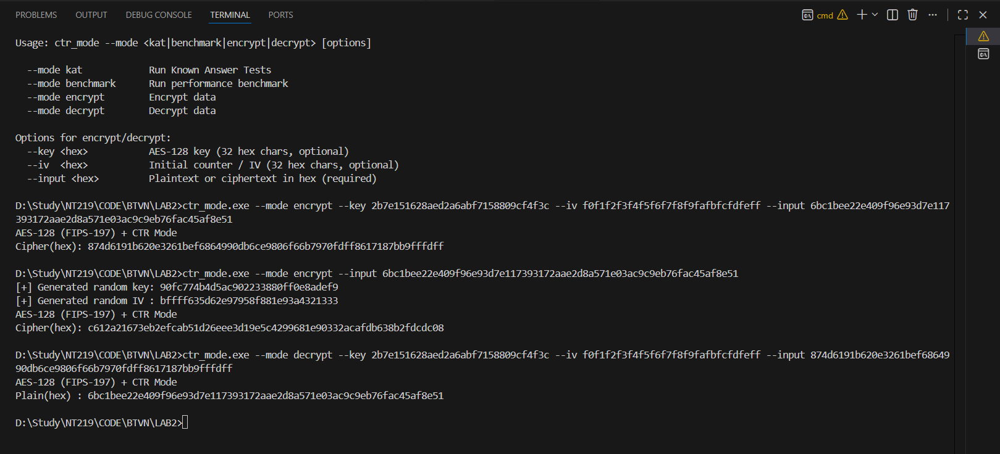 PROBLEMS OUTPUT DEBUG CONSOLE TERMINAL PORTS cmd
Usage: ctr_mode --mode <kat|benchmark|encrypt|decrypt> [options]
--mode kat Run Known Answer Tests
--mode benchmark Run performance benchmark
--mode encrypt Encrypt data
--mode decrypt Decrypt data
Options for encrypt/decrypt:
--key <hex> AES-128 key (32 hex chars, optional)
--iv <hex> Initial counter / IV (32 hex chars, optional)
--input <hex> Plaintext or ciphertext in hex (required)
D:\Study\NT219\CODE\BTVN\LAB2>ctr_mode.exe --mode encrypt --key 2b7e151628aed2a6abf7158809cf4f3c --iv f0f1f2f3f4f5f6f7f8f9fafbfcfdfeff --input 6bc1bee22e409f96e93d7e117
393172aae2d8a571e03ac9c9eb76fac45af8e51
AES-128 (FIPS-197) + CTR Mode
Cipher(hex): 874d6191b620e3261bef6864990db6ce9806f66b7970fdff8617187bb9fffdff
D:\Study\NT219\CODE\BTVN\LAB2>ctr_mode.exe --mode encrypt --input 6bc1bee22e409f96e93d7e117393172aae2d8a571e03ac9c9eb76fac45af8e51
[+] Generated random key: 90fc774b4d5ac902233880ff0e8adef9
[+] Generated random IV : bffff635d62e97958f881e93a4321333
AES-128 (FIPS-197) + CTR Mode
Cipher(hex): c612a21673eb2efcab51d26eee3d19e5c4299681e90332acafdb638b2fdcdc08
D:\Study\NT219\CODE\BTVN\LAB2>ctr_mode.exe --mode decrypt --key 2b7e151628aed2a6abf7158809cf4f3c --iv f0f1f2f3f4f5f6f7f8f9fafbfcfdfeff --input 874d6191b620e3261bef68649
90db6ce9806f66b7970fdff8617187bb9fffdff
AES-128 (FIPS-197) + CTR Mode
Plain(hex) : 6bc1bee22e409f96e93d7e117393172aae2d8a571e03ac9c9eb76fac45af8e51
D:\Study\NT219\CODE\BTVN\LAB2>